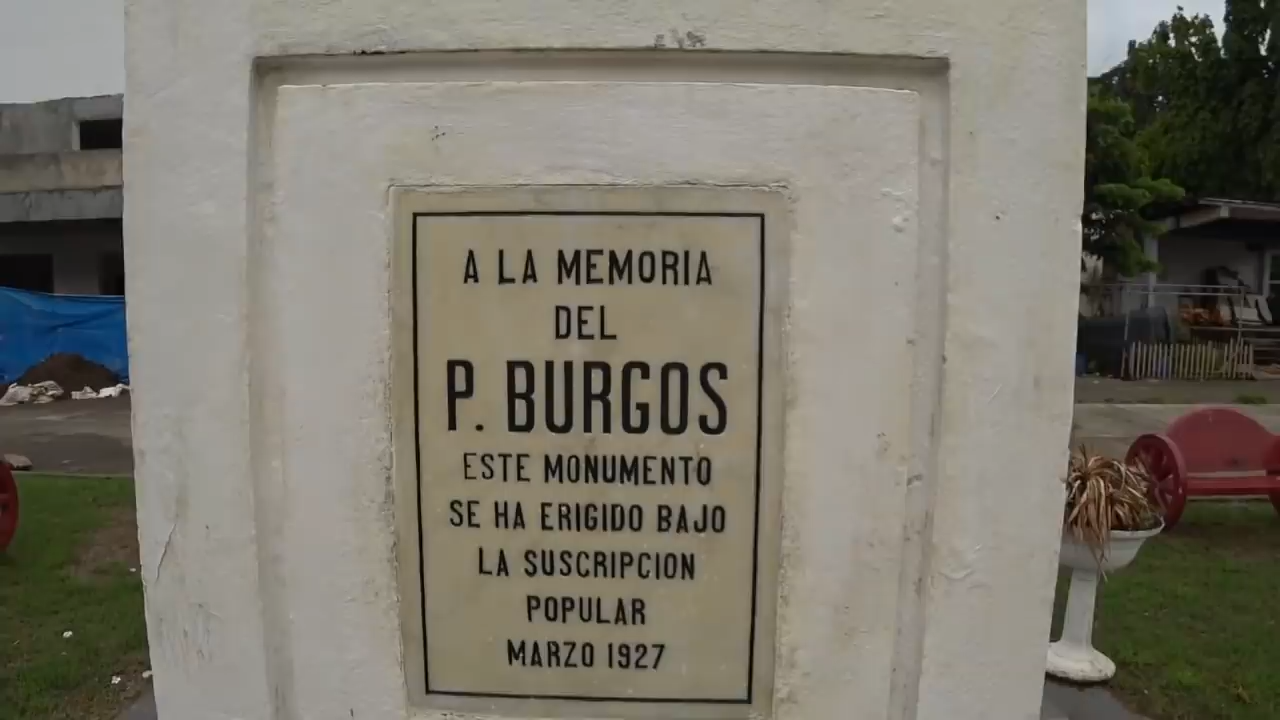 A LA MEMORIA
DEL
P. BURGOS
ESTE MONUMENTO
SE HA ERIGIDO BAJO
LA SUSCRIPCION
POPULAR
MARZO 1927